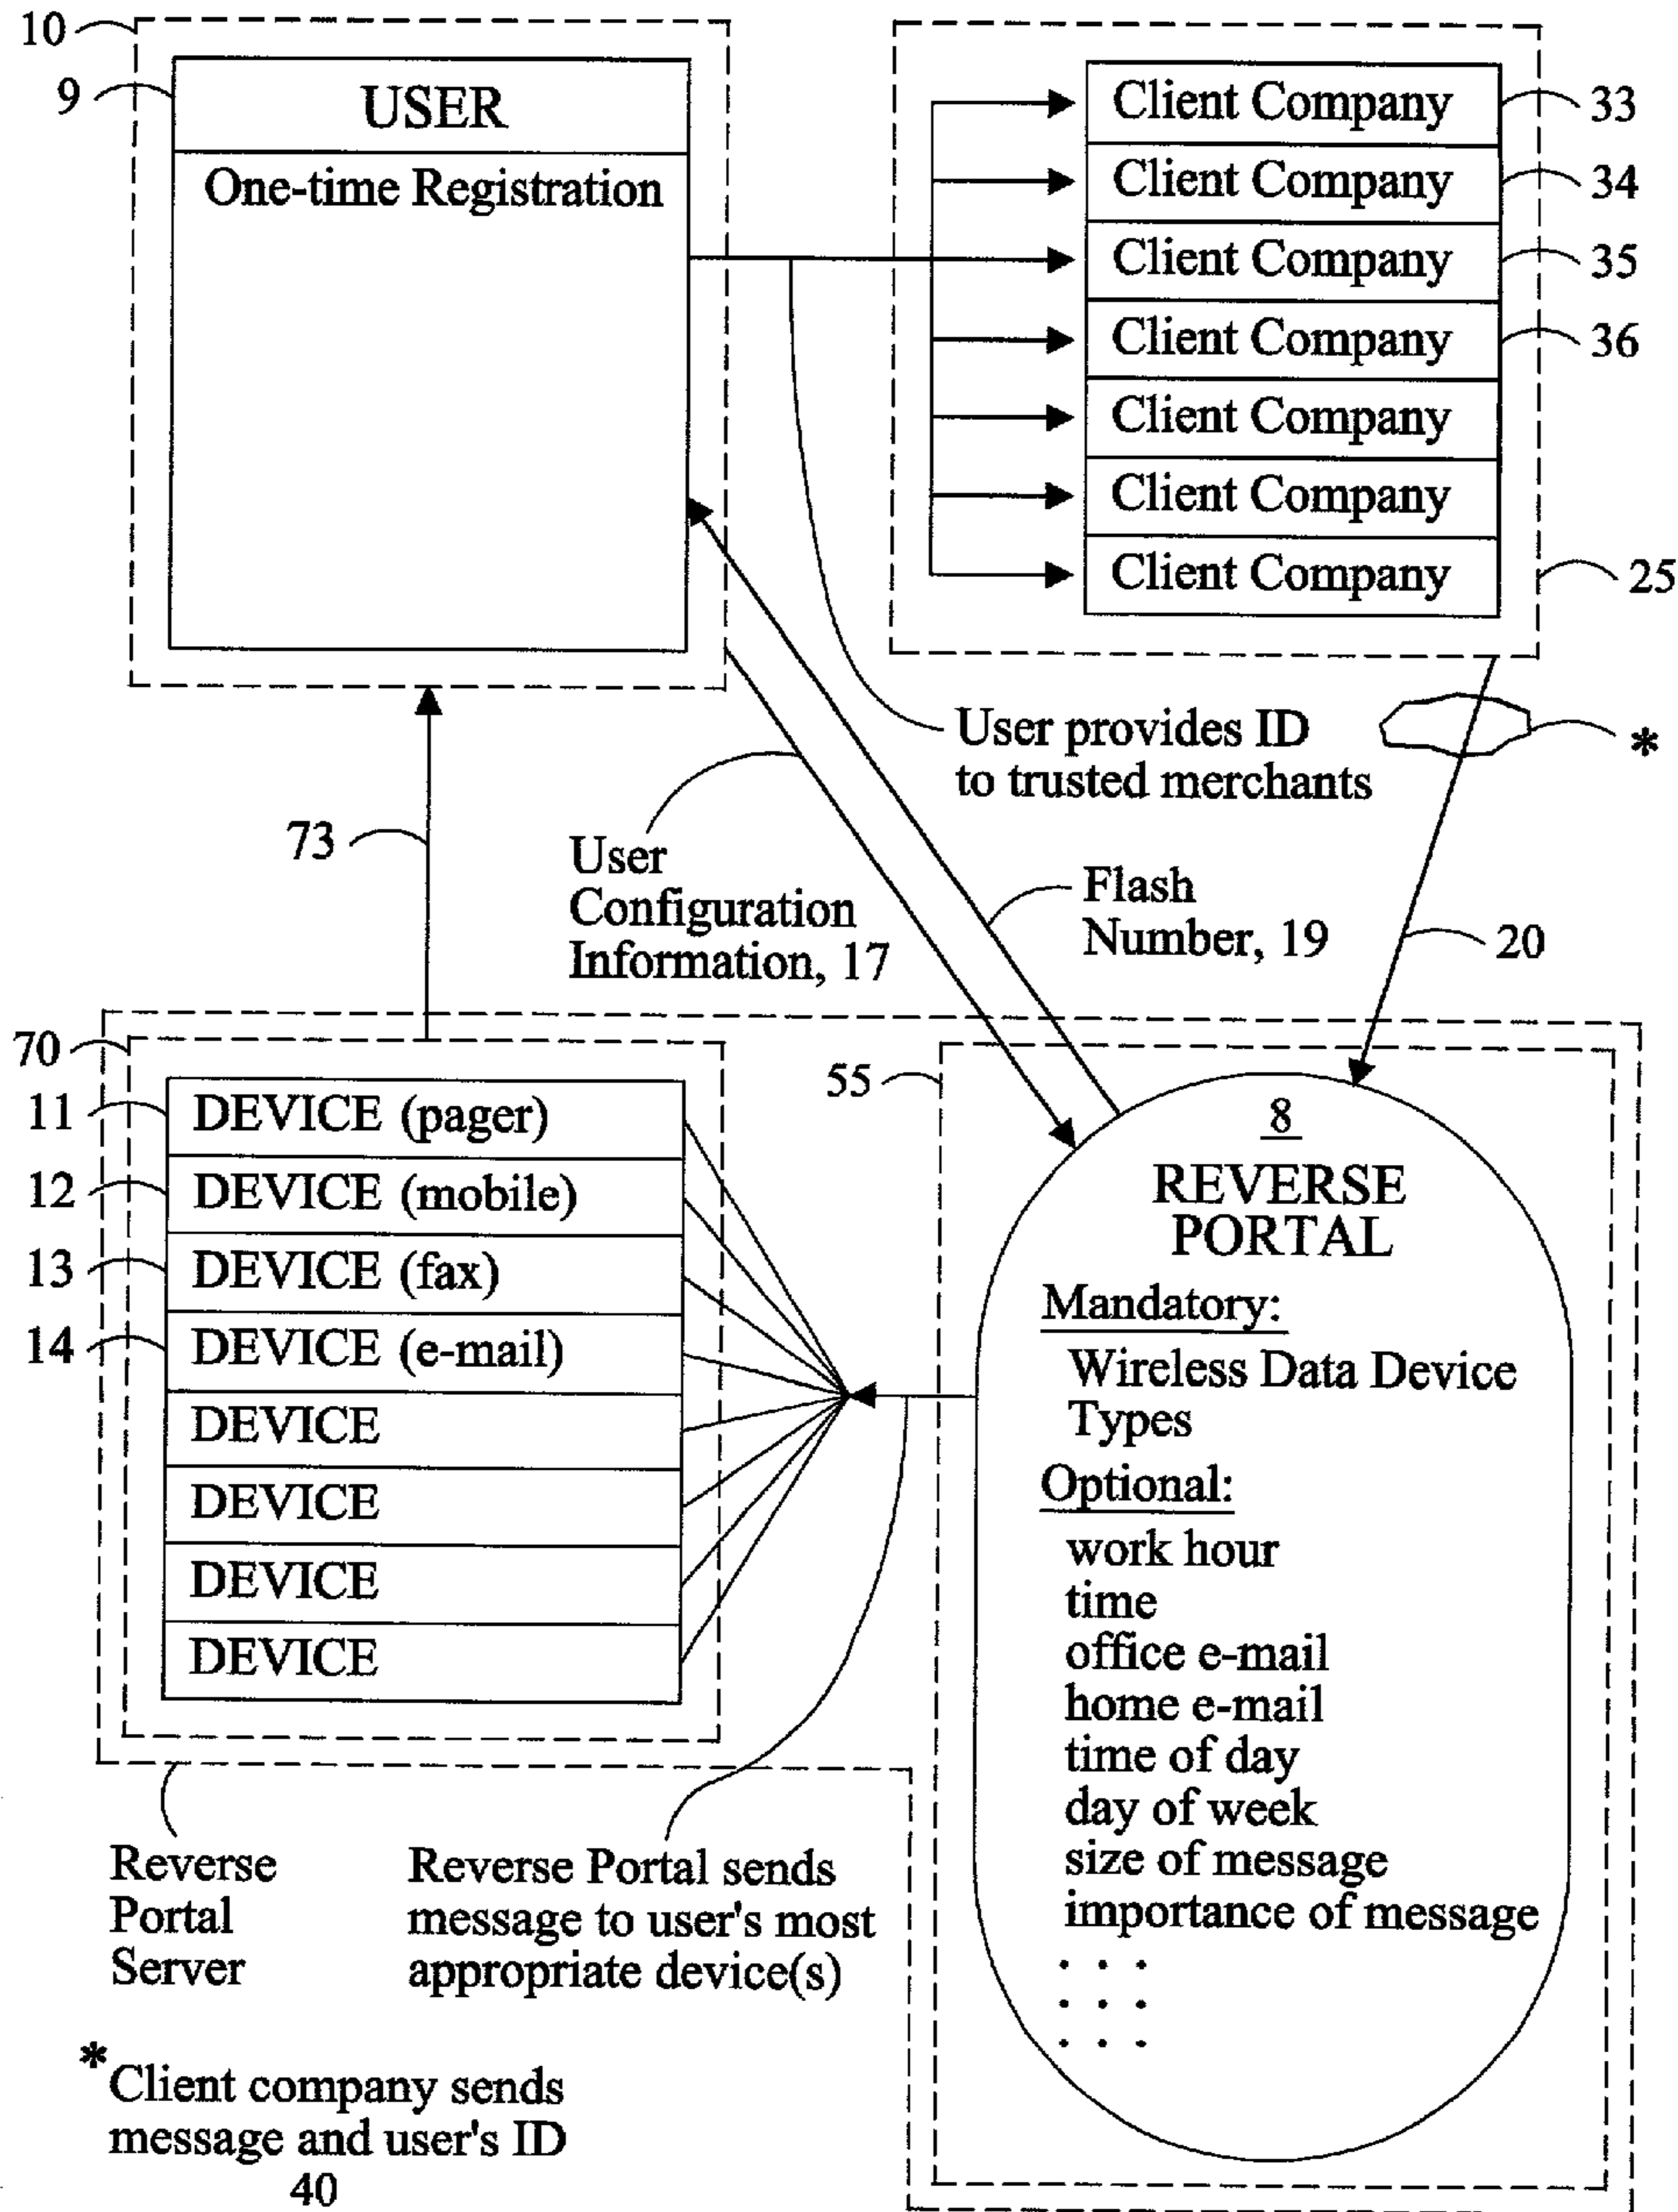 10
9
USER
One-time Registration
Client Company
33
Client Company
34
Client Company
35
Client Company
36
Client Company
Client Company
Client Company
25
User provides ID
to trusted merchants
*
73
User
Configuration
Information, 17
Flash
Number, 19
20
70
11
DEVICE (pager)
12
DEVICE (mobile)
13
DEVICE (fax)
14
DEVICE (e-mail)
DEVICE
DEVICE
DEVICE
DEVICE
55
8
REVERSE
PORTAL
Mandatory:
Wireless Data Device
Types
Optional:
work hour
time
office e-mail
home e-mail
time of day
day of week
size of message
importance of message
. . .
. . .
. . .
Reverse
Portal
Server
Reverse Portal sends
message to user's most
appropriate device(s)
*Client company sends
message and user's ID
40